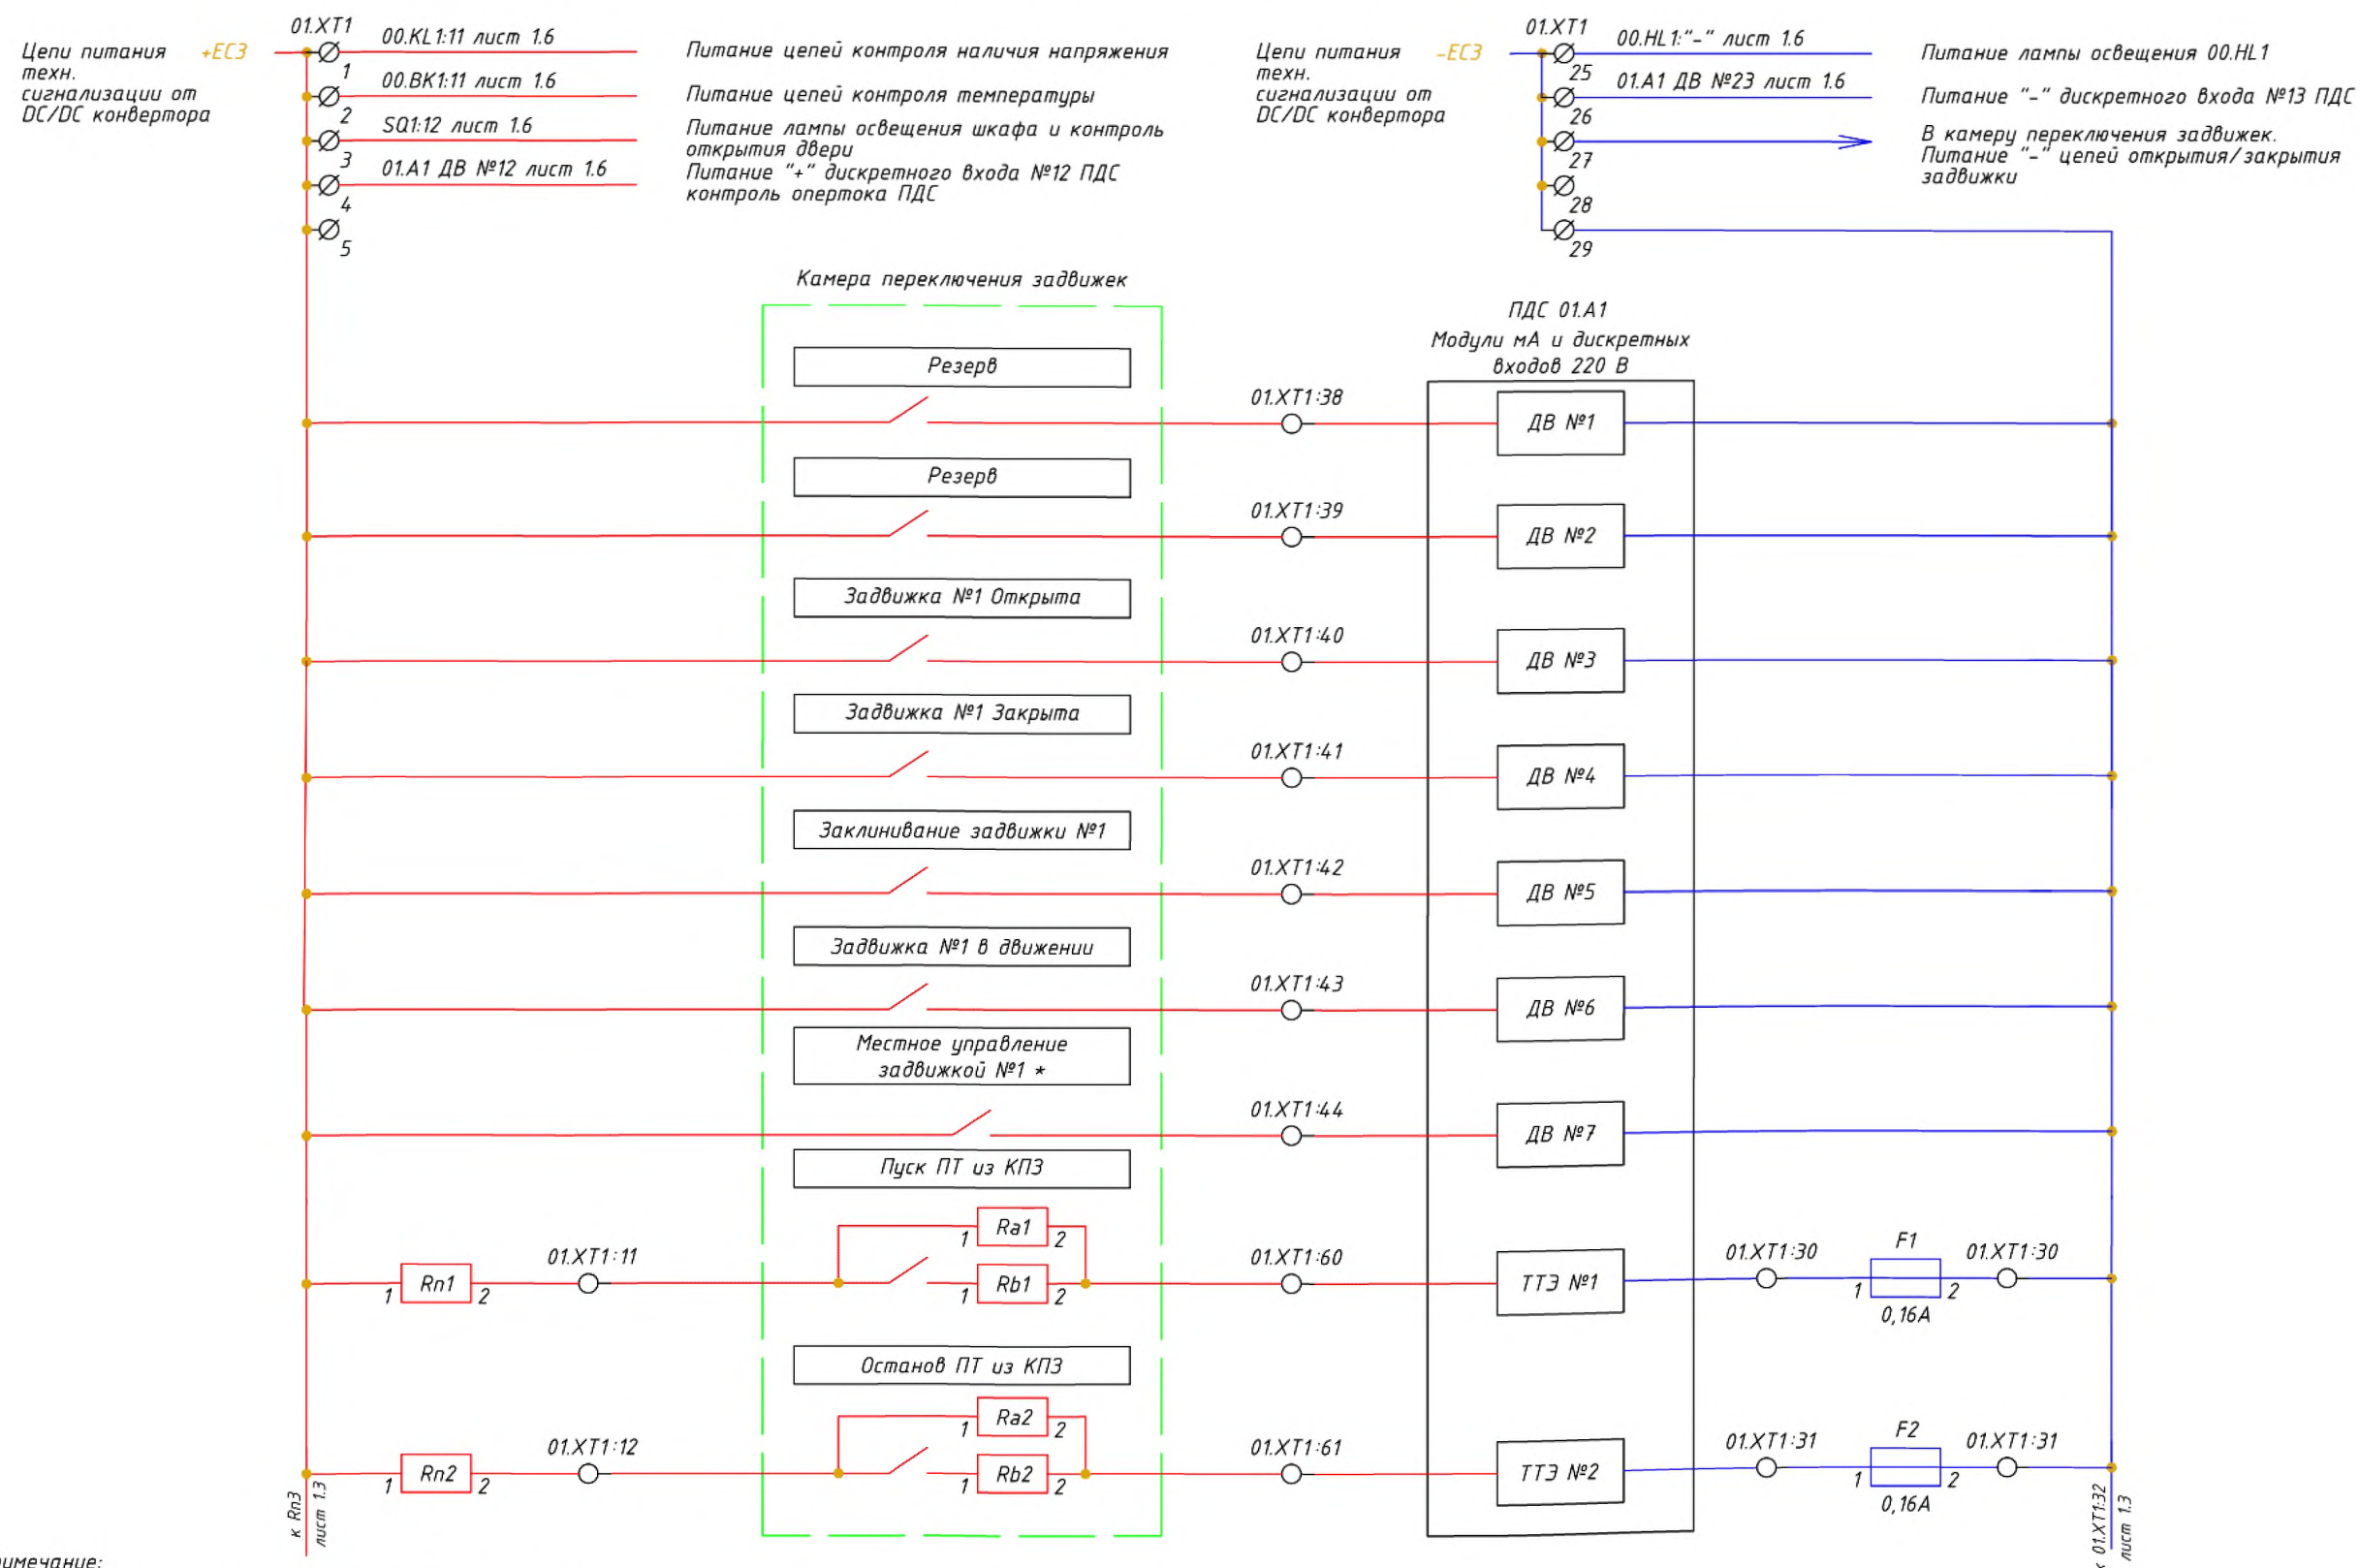 Цепи питания
техн.
сигнализации от
DC/DC конвертора
+EC3
01.XT1
00.KL1:11 лист 1.6
1
Питание цепей контроля наличия напряжения
00.BK1:11 лист 1.6
2
Питание цепей контроля температуры
SQ1:12 лист 1.6
3
Питание лампы освещения шкафа и контроль
открытия двери
01.A1 ДВ №12 лист 1.6
4
Питание "+" дискретного входа №12 ПДС
контроль опертока ПДС
5
Цепи питания
техн.
сигнализации от
DC/DC конвертора
-EC3
01.XT1
00.HL1:"-" лист 1.6
25
Питание лампы освещения 00.HL1
01.A1 ДВ №23 лист 1.6
26
Питание "-" дискретного входа №13 ПДС
27
В камеру переключения задвижек.
Питание "-" цепей открытия/закрытия
задвижки
28
29
Камера переключения задвижек
ПДС 01.A1
Модули мА и дискретных
входов 220 В
Резерв
01.XT1:38
ДВ №1
Резерв
01.XT1:39
ДВ №2
Задвижка №1 Открыта
01.XT1:40
ДВ №3
Задвижка №1 Закрыта
01.XT1:41
ДВ №4
Заклинивание задвижки №1
01.XT1:42
ДВ №5
Задвижка №1 в движении
01.XT1:43
ДВ №6
Местное управление
задвижкой №1 *
01.XT1:44
ДВ №7
Пуск ПТ из КПЗ
1 Ra1 2
1 Rп1 2
01.XT1:11
1 Rb1 2
01.XT1:60
ТТЭ №1
01.XT1:30
F1
1 2
0,16А
01.XT1:30
Останов ПТ из КПЗ
1 Ra2 2
1 Rп2 2
01.XT1:12
1 Rb2 2
01.XT1:61
ТТЭ №2
01.XT1:31
F2
1 2
0,16А
01.XT1:31
к Rп3
лист 1.3
к 01.XT1:32
лист 1.3
римечание: